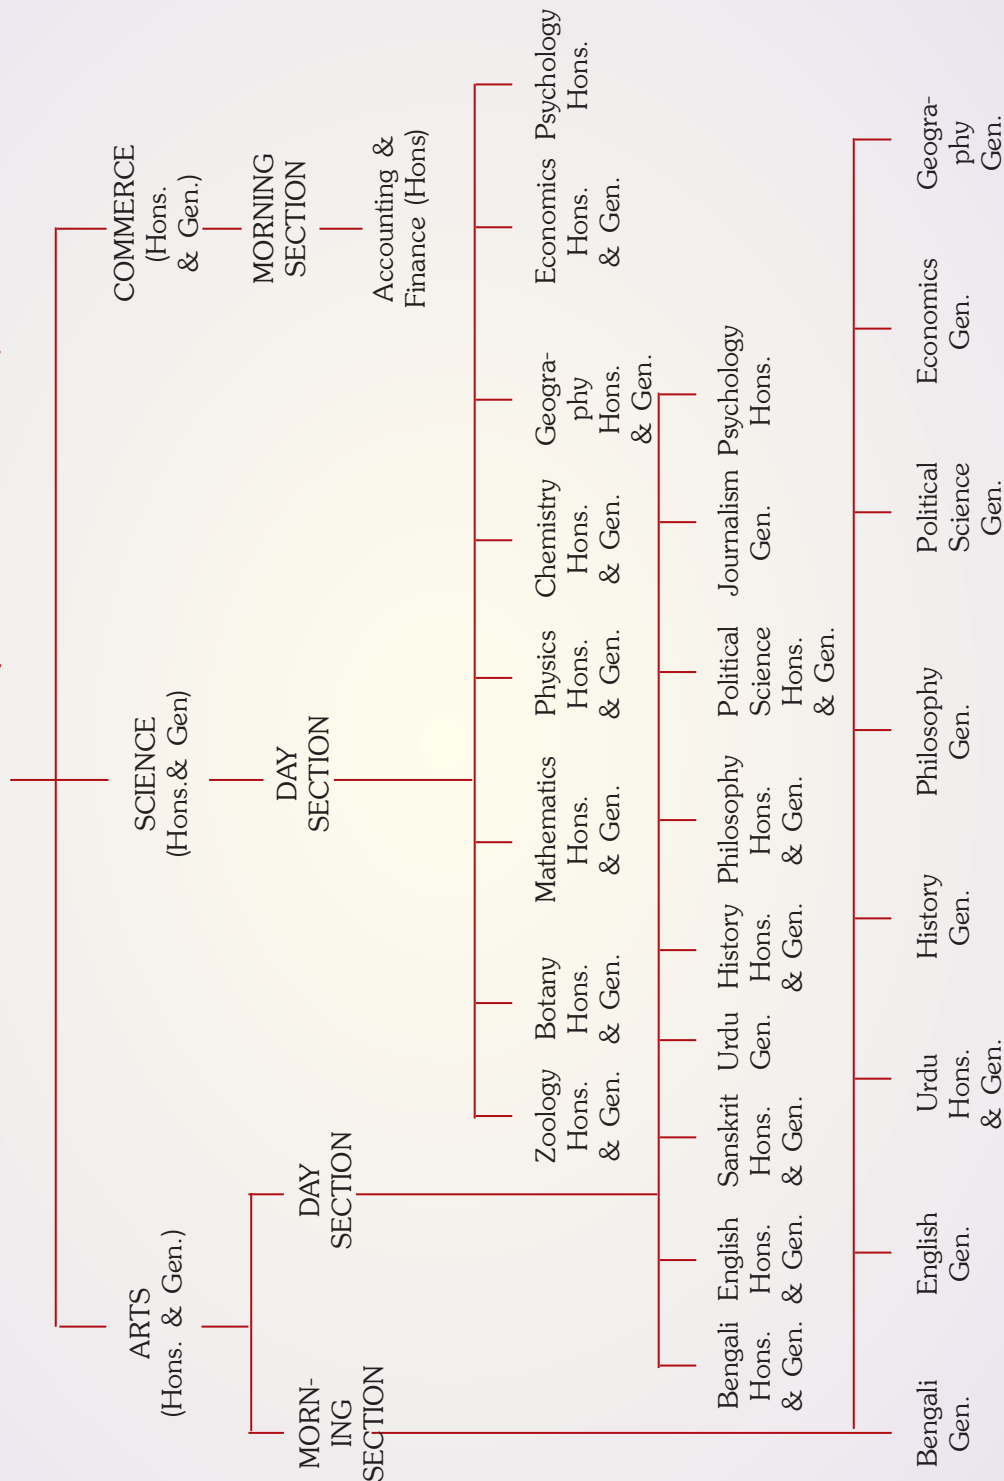 ARTS
(Hons. & Gen.)
SCIENCE
(Hons.& Gen)
COMMERCE
(Hons.
& Gen.)
MORN-
ING
SECTION
DAY
SECTION
DAY
SECTION
MORNING
SECTION
Accounting &
Finance (Hons)
Zoology
Hons.
& Gen.
Botany
Hons.
& Gen.
Mathematics
Hons.
& Gen.
Physics
Hons.
& Gen.
Chemistry
Hons.
& Gen.
Geogra-
phy
Hons.
& Gen.
Economics
Hons.
& Gen.
Psychology
Hons.
Bengali
Hons.
& Gen.
English
Hons.
& Gen.
Sanskrit
Hons.
& Gen.
Urdu
Gen.
History
Hons.
& Gen.
Philosophy
Hons.
& Gen.
Political
Science
Hons.
& Gen.
Journalism
Gen.
Psychology
Hons.
Bengali
Gen.
English
Gen.
Urdu
Hons.
& Gen.
History
Gen.
Philosophy
Gen.
Political
Science
Gen.
Economics
Gen.
Geogra-
phy
Gen.